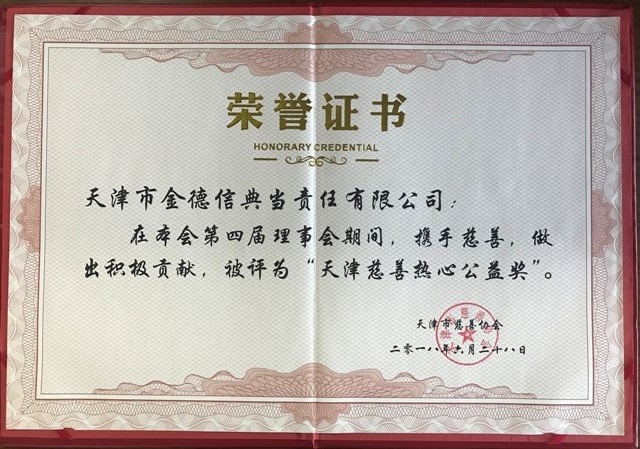 荣誉证书
HONORARY CREDENTIAL
天津市金德信典当责任有限公司：
在本会第四届理事会期间，携手慈善，做
出积极贡献，被评为“天津慈善热心公益奖”。
天津市慈善协会
二零一八年六月二十八日